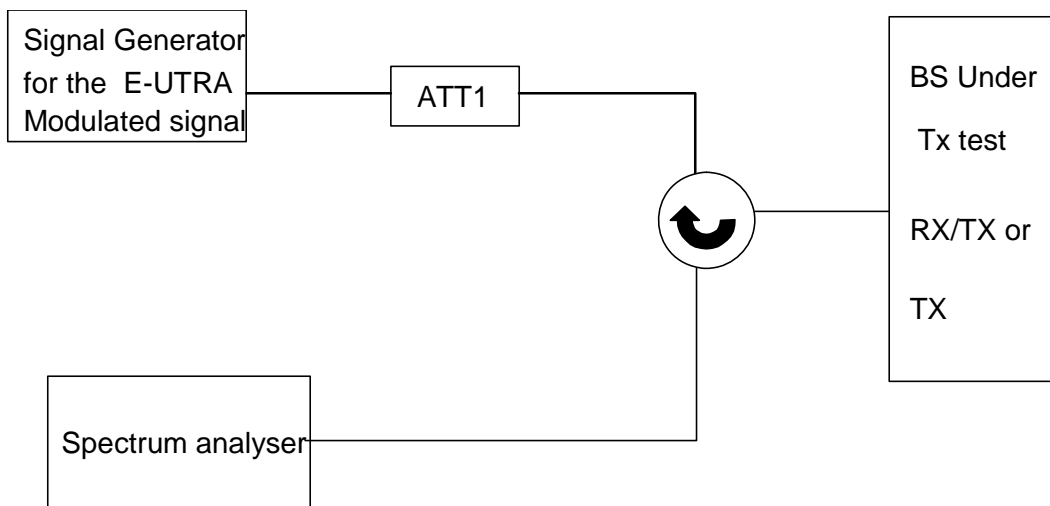 Signal Generator
for the E-UTRA
Modulated signal
ATT1
BS Under
Tx test
RX/TX or
TX
Spectrum analyser